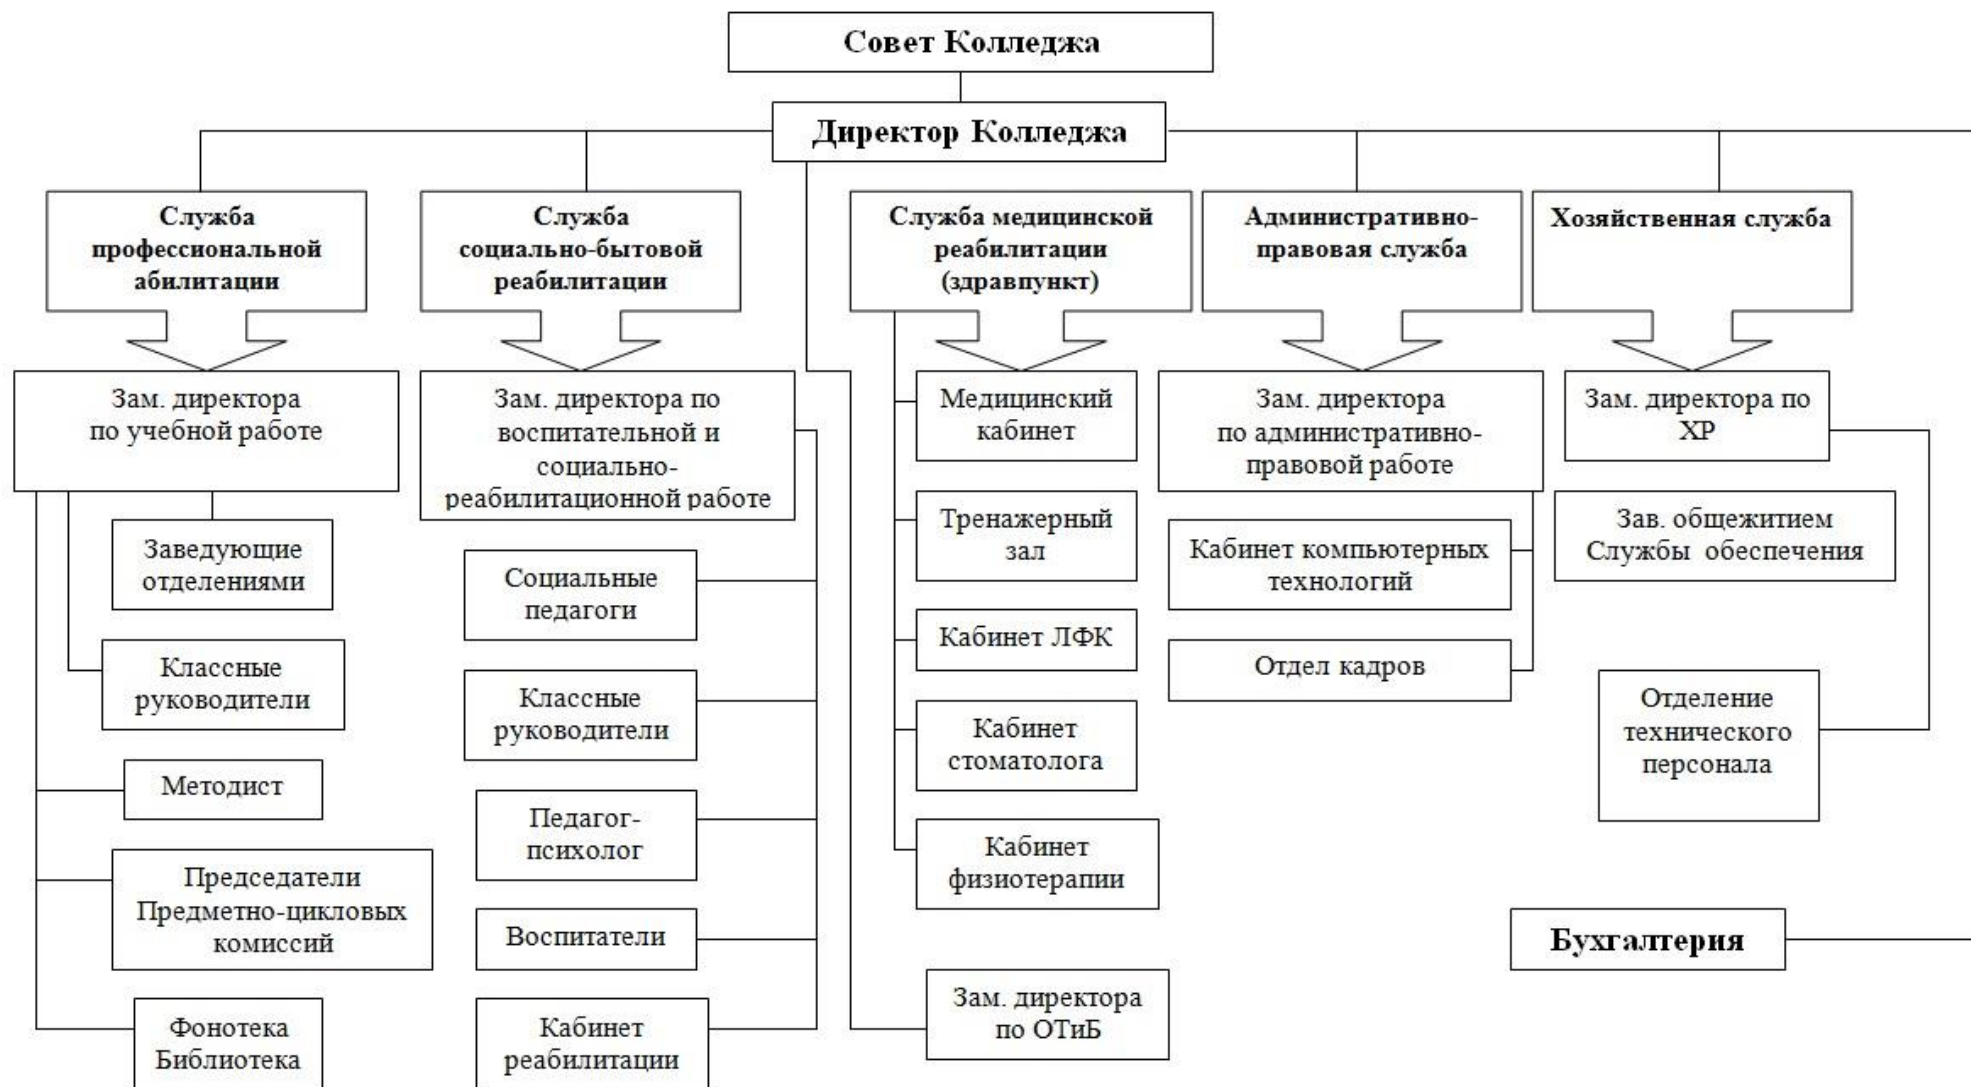 Совет Колледжа
Директор Колледжа
Служба
профессиональной
абилитации
Служба
социально-бытовой
реабилитации
Служба медицинской
реабилитации
(здравпункт)
Административно-
правовая служба
Хозяйственная служба
Зам. директора
по учебной работе
Зам. директора по
воспитательной и
социально-
реабилитационной работе
Медицинский
кабинет
Зам. директора
по административно-
правовой работе
Зам. директора по
ХР
Заведующие
отделениями
Социальные
педагоги
Тренажерный
зал
Кабинет компьютерных
технологий
Зав. общежитием
Службы обеспечения
Классные
руководители
Классные
руководители
Кабинет ЛФК
Отдел кадров
Отделение
технического
персонала
Методист
Педагог-
психолог
Кабинет
стоматолога
Председатели
Предметно-цикловых
комиссий
Воспитатели
Кабинет
физиотерапии
Бухгалтерия
Фонотека
Библиотека
Кабинет
реабилитации
Зам. директора
по ОТиБ